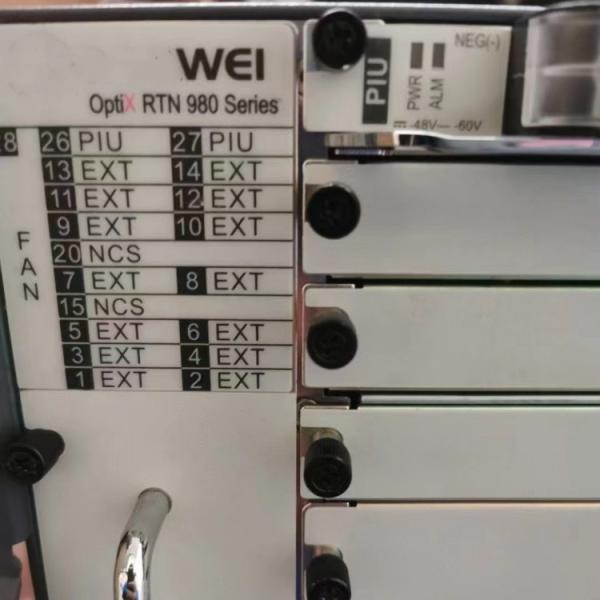 WEI
OptiX RTN 980 Series
28 26 PIU 27 PIU
13 EXT 14 EXT
11 EXT 12 EXT
9 EXT 10 EXT
20 NCS
7 EXT 8 EXT
15 NCS
5 EXT 6 EXT
3 EXT 4 EXT
1 EXT 2 EXT
FAN
PIU
PWR
ALM
NEG(-)
-48V— -60V